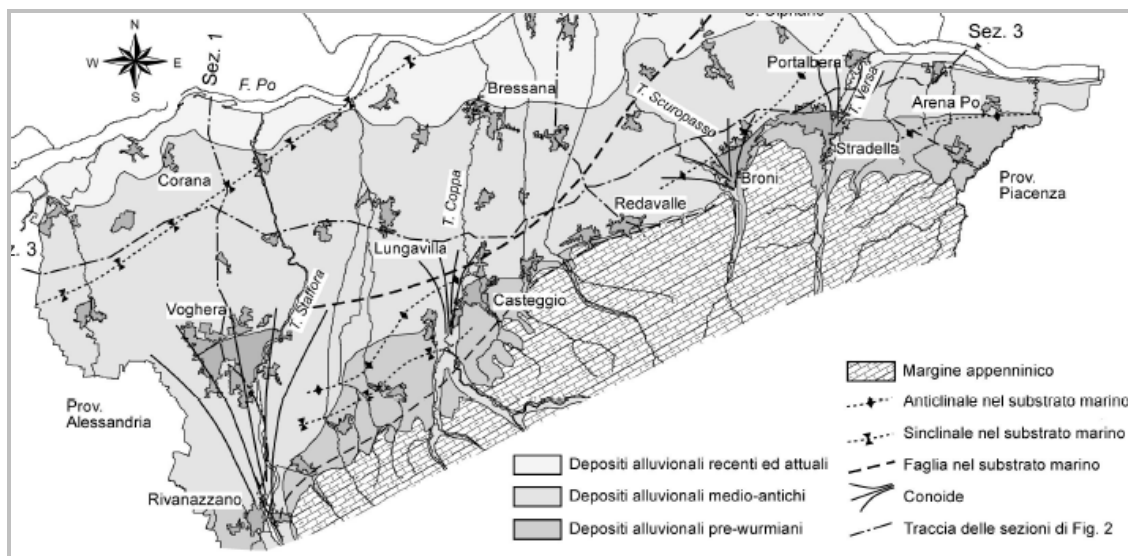 N
W E
S
Sez. 1
F. Po
Bressana
T. Scuropasso
Portalbera
T. Versa
Sez. 3
Arena Po
Stradella
Corana
T. Coppa
Broni
Prov.
Piacenza
Redavalle
Lungavilla
z. 3
Voghera
T. Staffora
Casteggio
Prov.
Alessandria
Rivanazzano
Margine appenninico
Anticlinale nel substrato marino
Sinclinale nel substrato marino
Faglia nel substrato marino
Conoide
Traccia delle sezioni di Fig. 2
Depositi alluvionali recenti ed attuali
Depositi alluvionali medio-antichi
Depositi alluvionali pre-wurmiani